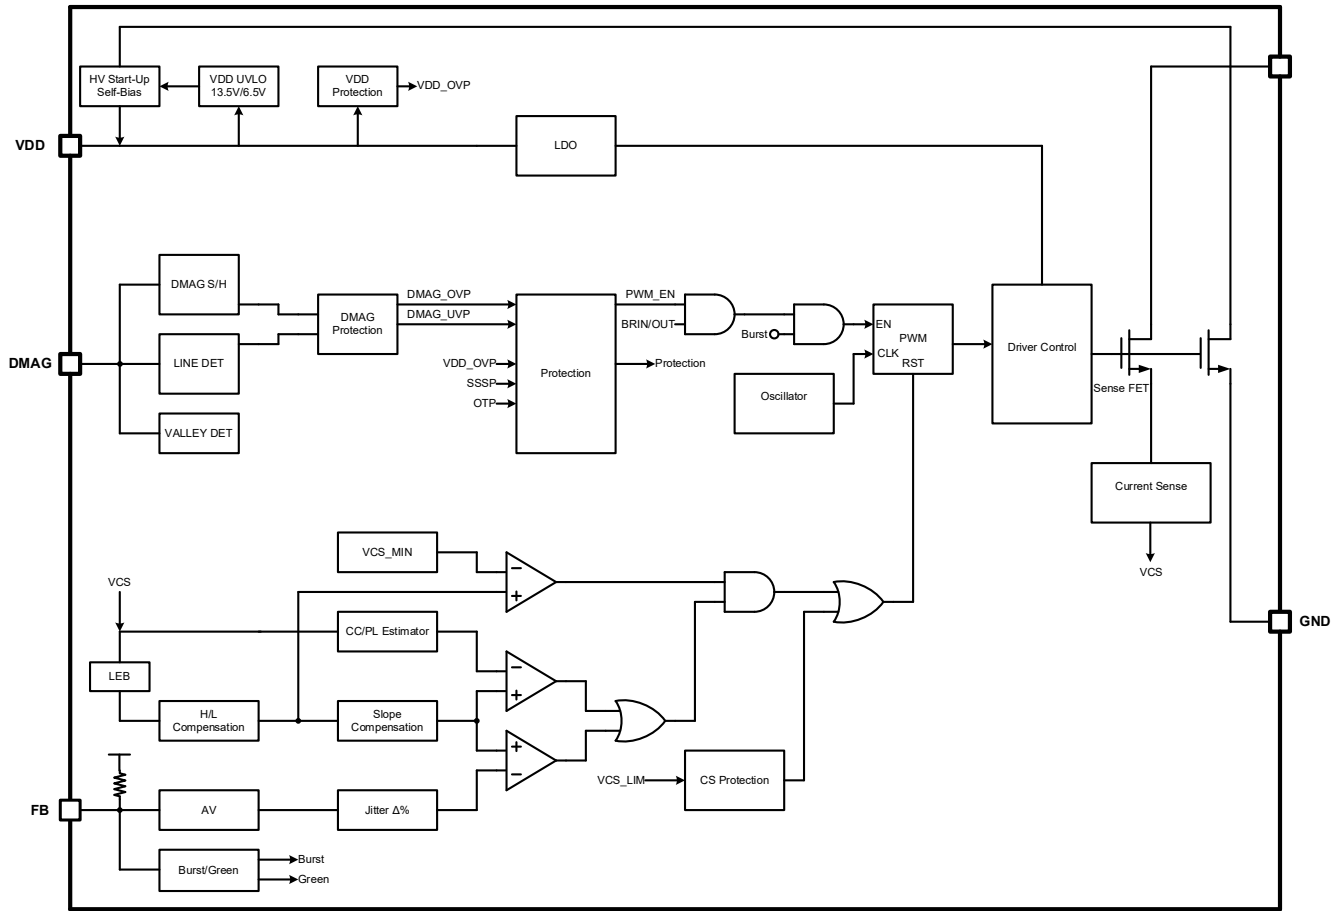 HV Start-Up
Self-Bias
VDD UVLO
13.5V/6.5V
VDD
Protection
VDD_OVP
VDD
LDO
DMAG S/H
DMAG
Protection
DMAG_OVP
DMAG_UVP
PWM_EN
BRIN/OUT
Burst
EN
PWM
CLK
RST
Driver Control
DMAG
LINE DET
VDD_OVP
SSSP
OTP
Protection
Protection
Oscillator
Sense FET
VALLEY DET
Current Sense
VCS
VCS_MIN
−
+
VCS
CC/PL Estimator
GND
LEB
−
+
H/L
Compensation
Slope
Compensation
+
−
VCS_LIM
CS Protection
FB
AV
Jitter Δ%
Burst/Green
Burst
Green